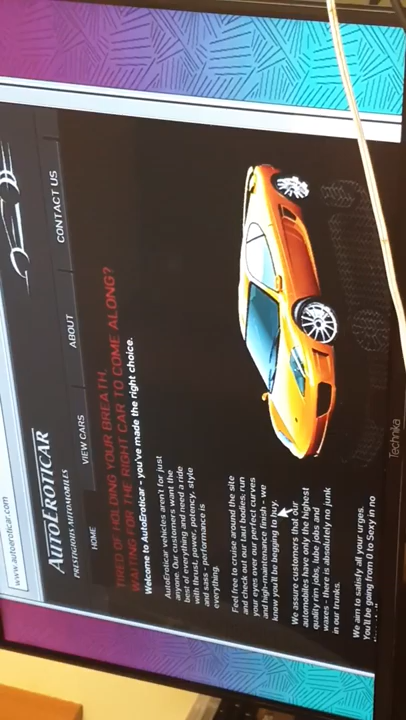 www.autoeroticar.com
AUTOEROTICAR
PRESTIGIOUS AUTOMOBILES
HOME
VIEW CARS
ABOUT
CONTACT US
TIRED OF HOLDING YOUR BREATH,
WAITING FOR THE RIGHT CAR TO COME ALONG?
Welcome to AutoEroticar - you've made the right choice.
AutoEroticar vehicles aren't for just
anyone. Our customers want the
best of everything and need a ride
with thrust, power, potency, style
and sass - performance is
everything.
Feel free to cruise around the site
and check out our taut bodies; run
your eyes over our perfect curves
and high-maintenance finish - we
know you'll be begging to buy.
We assure customers that our
automobiles have only the highest
quality rim jobs, lube jobs and
waxes - there is absolutely no junk
in our trunks.
We aim to satisfy all your urges.
You'll be going from 0 to Sexy in no
Technika